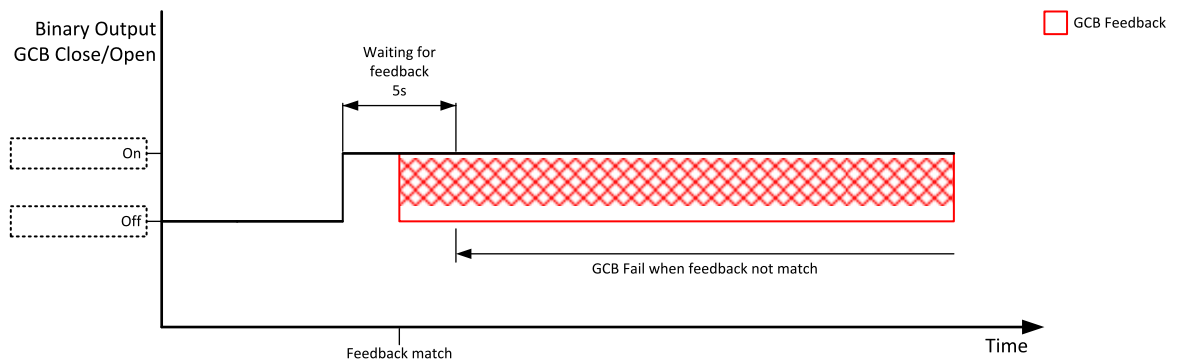 Binary Output
GCB Close/Open
GCB Feedback
Waiting for
feedback
5s
On
Off
GCB Fail when feedback not match
Time
Feedback match